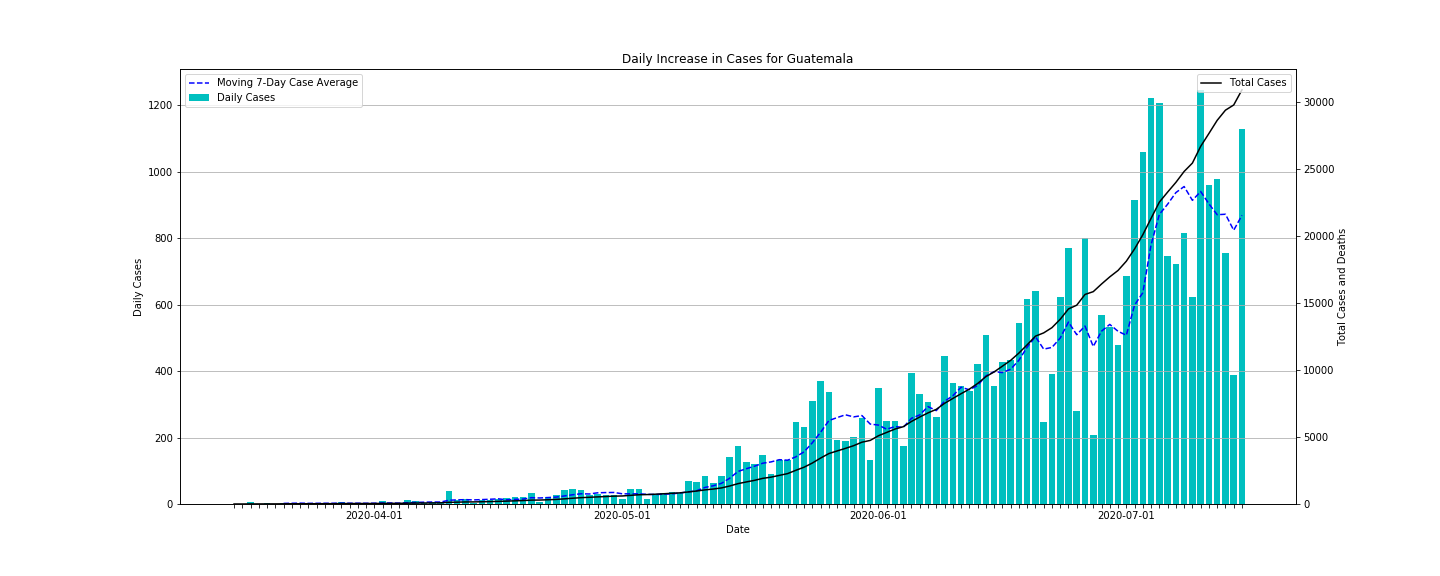 Daily Increase in Cases for Guatemala
Moving 7-Day Case Average
Daily Cases
Total Cases
1200
1000
800
600
400
200
0
Daily Cases
30000
25000
20000
15000
10000
5000
0
Total Cases and Deaths
2020-04-01
2020-05-01
2020-06-01
2020-07-01
Date